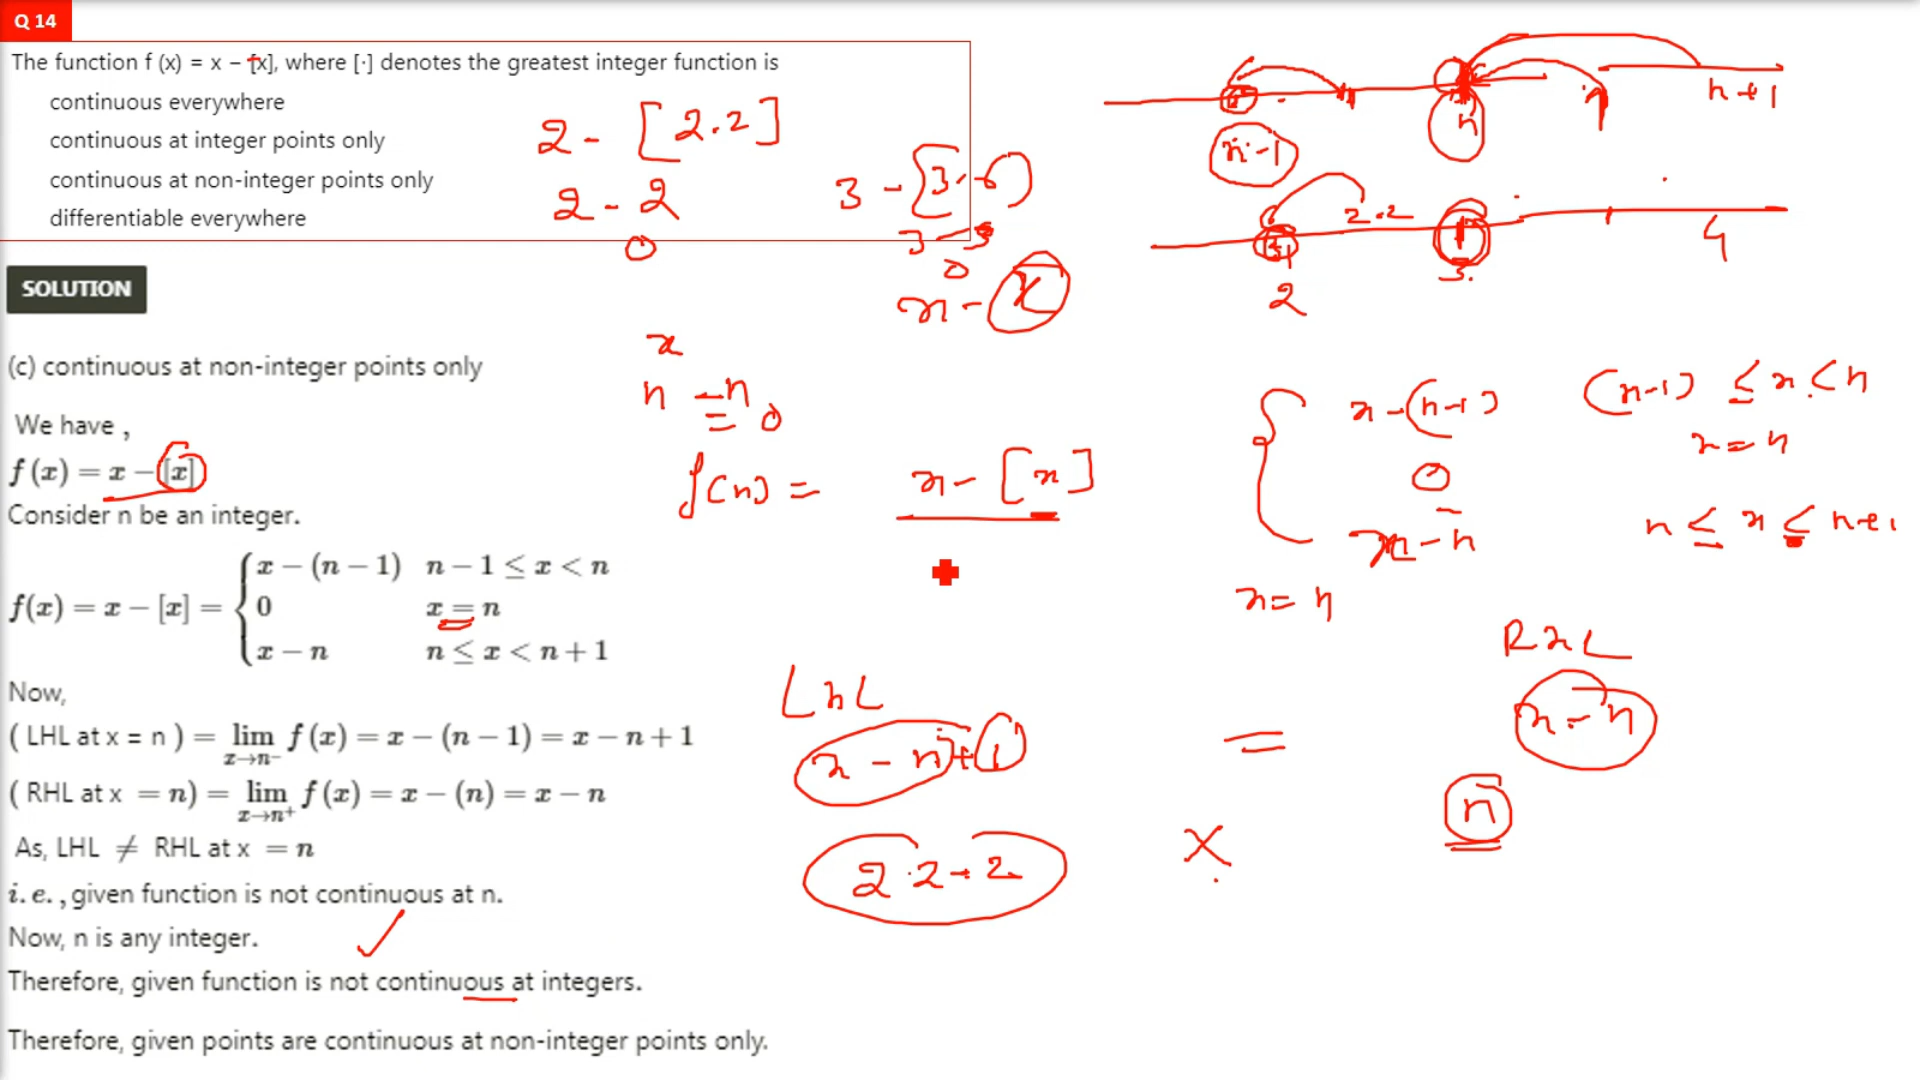 Q 14
The function f (x) = x − [x], where [·] denotes the greatest integer function is
continuous everywhere
continuous at integer points only
continuous at non-integer points only
differentiable everywhere
2 - [2.2]
2 - 2
0
n-1
n
n+1
2
2.2
3
4
SOLUTION
(c) continuous at non-integer points only
We have ,
f (x) = x − [x]
Consider n be an integer.
f(x) = x − [x] = { x − (n − 1) n − 1 ≤ x < n
0 x = n
x − n n ≤ x < n + 1
x
n - n
= 0
f(x) = x - [x]
x - (n-1) (n-1) ≤ x < n
0 x = n
x - n n ≤ x ≤ n+1
x = n
Now,
( LHL at x = n ) = lim x→n− f (x) = x − (n − 1) = x − n + 1
( RHL at x = n) = lim x→n+ f (x) = x − (n) = x − n
As, LHL ≠ RHL at x = n
i. e. , given function is not continuous at n.
Now, n is any integer.
Therefore, given function is not continuous at integers.
Therefore, given points are continuous at non-integer points only.
LHL
x - n + 1 =
RHL
x - n
n
2.2 - 2